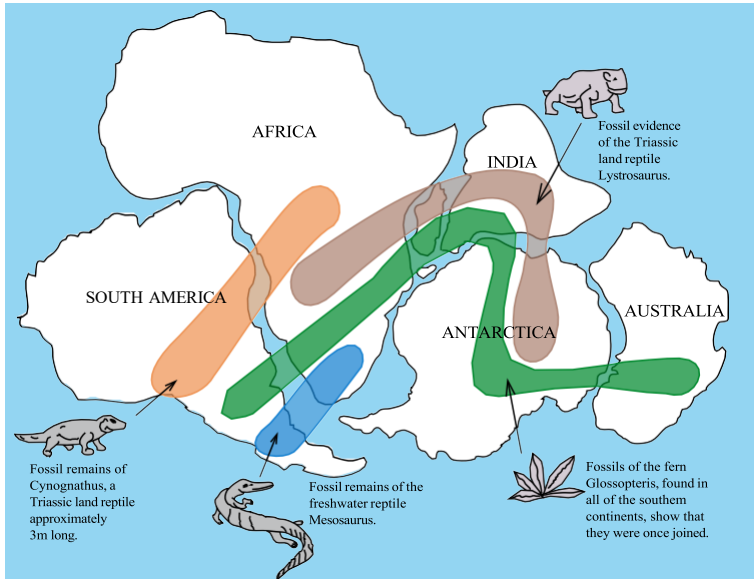 AFRICA
INDIA
Fossil evidence
of the Triassic
land reptile
Lystrosaurus.
SOUTH AMERICA
ANTARCTICA
AUSTRALIA
Fossil remains of
Cynognathus, a
Triassic land reptile
approximately
3m long.
Fossil remains of the
freshwater reptile
Mesosaurus.
Fossils of the fern
Glossopteris, found in
all of the southem
continents, show that
they were once joined.